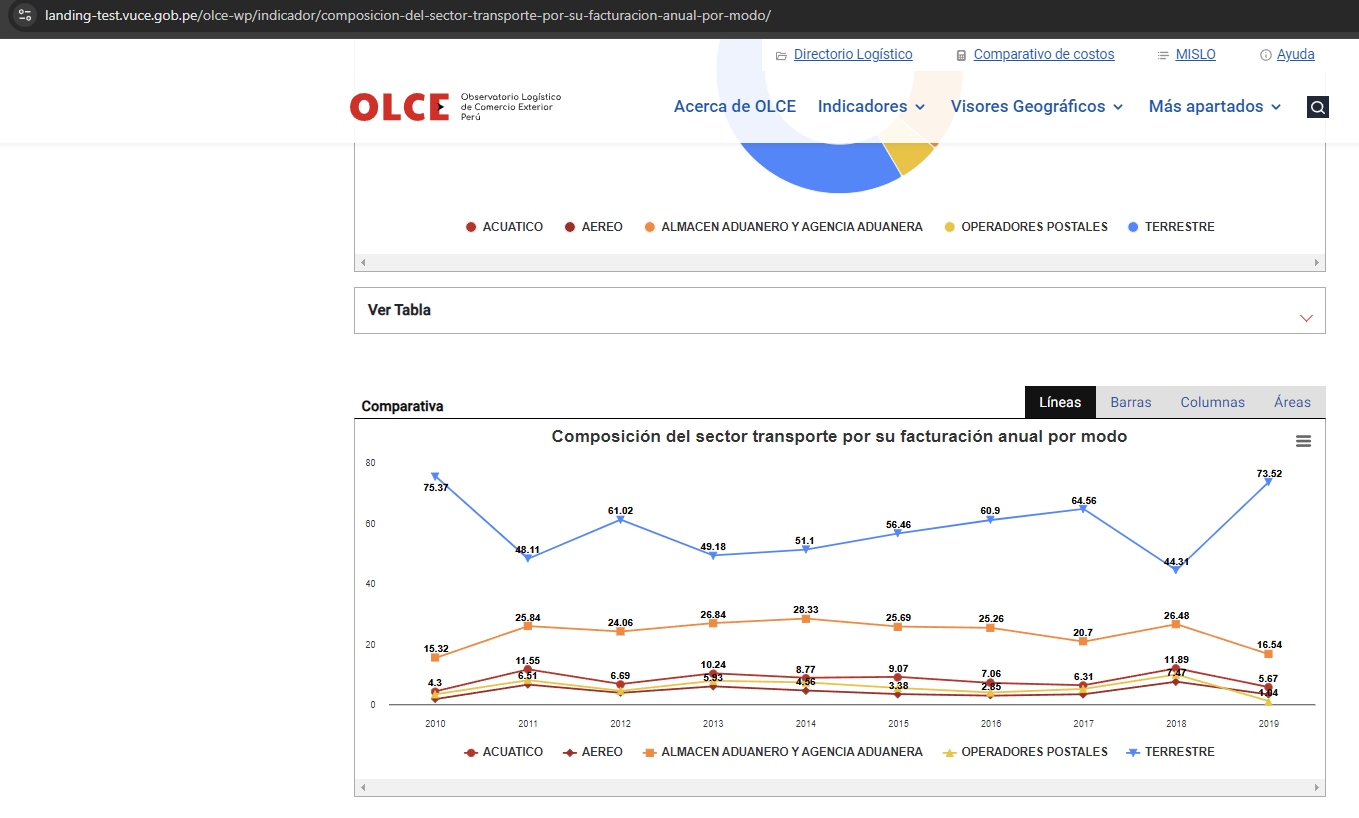 landing-test.vuce.gob.pe/olce-wp/indicador/composicion-del-sector-transporte-por-su-facturacion-anual-por-modo/
Directorio Logístico Comparativo de costos MISLO Ayuda
OLCE
Observatorio Logístico
de Comercio Exterior
Perú
Acerca de OLCE Indicadores Visores Geográficos Más apartados
ACUATICO AEREO ALMACEN ADUANERO Y AGENCIA ADUANERA OPERADORES POSTALES TERRESTRE
Ver Tabla
Comparativa
Líneas Barras Columnas Áreas
Composición del sector transporte por su facturación anual por modo
80
60
40
20
0
75.37 48.11 61.02 49.18 51.1 56.46 60.9 64.56 44.31 73.52
15.32 25.84 24.06 26.84 28.33 25.69 25.26 20.7 26.48 16.54
4.3 11.55 6.69 10.24 8.77 9.07 7.06 6.31 11.89 5.67
6.51 5.93 4.56 3.38 2.85 7.47
2010 2011 2012 2013 2014 2015 2016 2017 2018 2019
ACUATICO AEREO ALMACEN ADUANERO Y AGENCIA ADUANERA OPERADORES POSTALES TERRESTRE